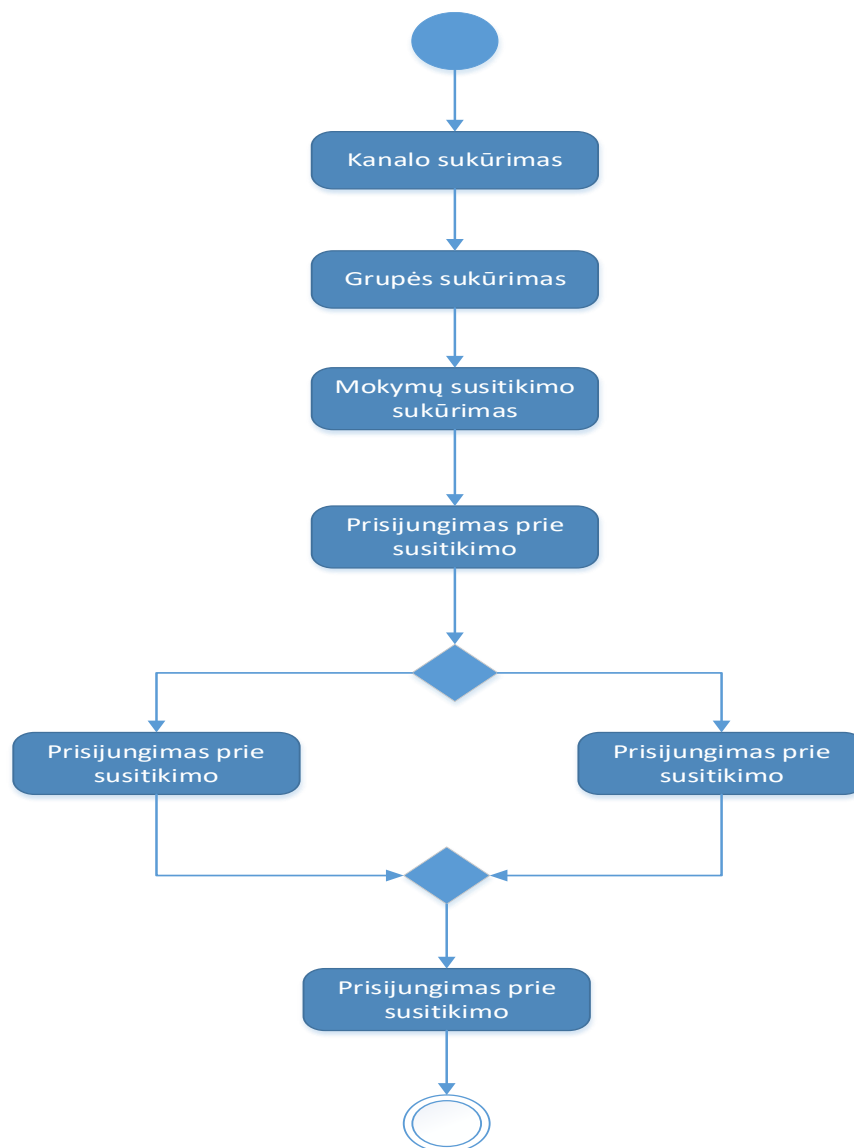 Kanalo sukūrimas
Grupės sukūrimas
Mokymų susitikimo
sukūrimas
Prisijungimas prie
susitikimo
Prisijungimas prie
susitikimo
Prisijungimas prie
susitikimo
Prisijungimas prie
susitikimo